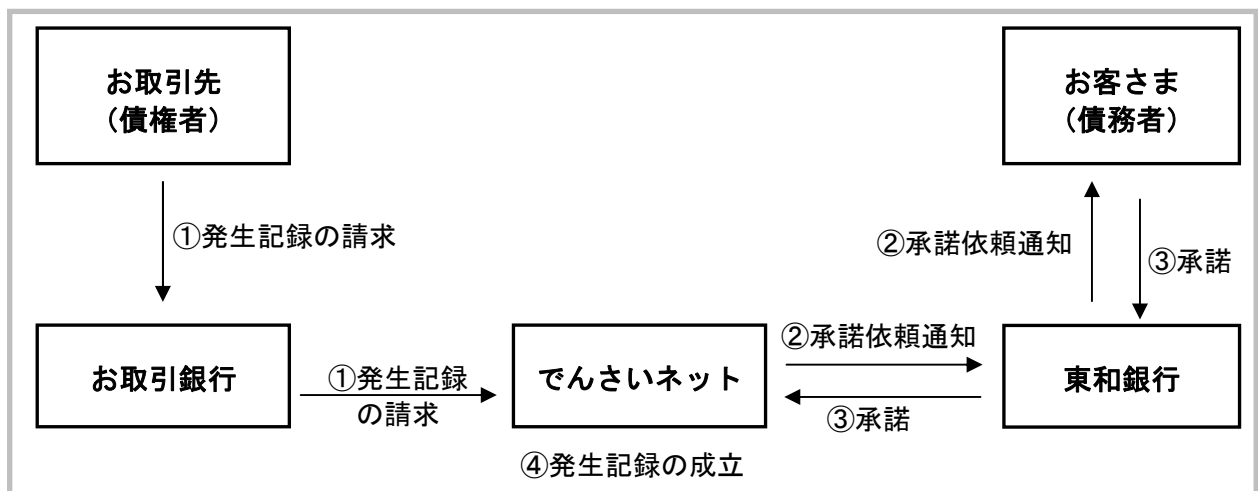 お取引先
（債権者）
お客さま
（債務者）
①発生記録の請求
②承諾依頼通知
③承諾
お取引銀行
①発生記録
の請求
でんさいネット
②承諾依頼通知
③承諾
東和銀行
④発生記録の成立